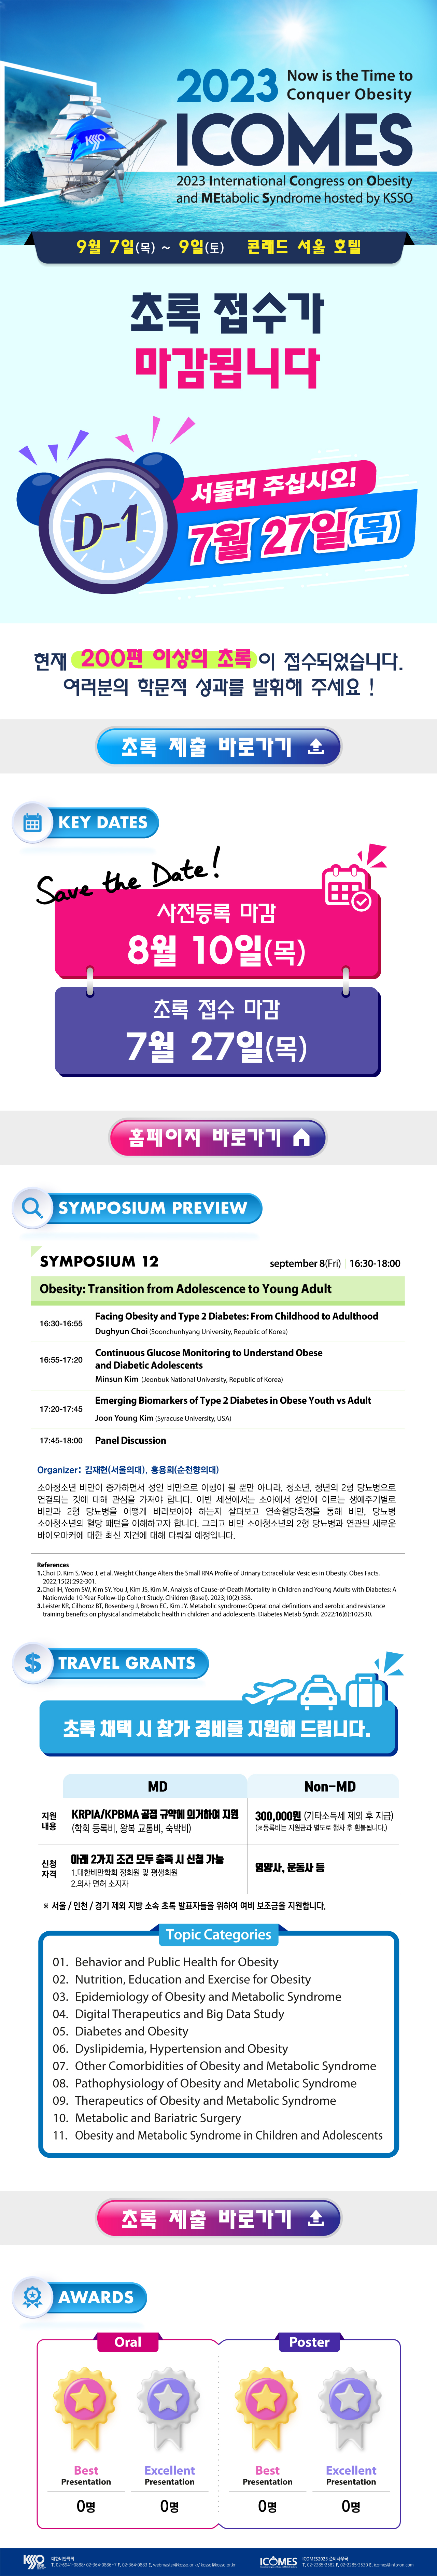 KSSO
2023 Now is the Time to
Conquer Obesity
ICOMES
2023 International Congress on Obesity
and MEtabolic Syndrome hosted by KSSO
9월 7일(목) ~ 9일(토) 콘래드 서울 호텔
초록 접수가
마감됩니다
D-1
서둘러 주십시오!
7월 27일(목)
현재 200편 이상의 초록이 접수되었습니다.
여러분의 학문적 성과를 발휘해 주세요 !
초록 제출 바로가기
KEY DATES
Save the Date!
사전등록 마감
8월 10일(목)
초록 접수 마감
7월 27일(목)
홈페이지 바로가기
SYMPOSIUM PREVIEW
SYMPOSIUM 12
september 8(Fri) | 16:30-18:00
Obesity: Transition from Adolescence to Young Adult
16:30-16:55
Facing Obesity and Type 2 Diabetes: From Childhood to Adulthood
Dughyun Choi (Soonchunhyang University, Republic of Korea)
16:55-17:20
Continuous Glucose Monitoring to Understand Obese
and Diabetic Adolescents
Minsun Kim (Jeonbuk National University, Republic of Korea)
17:20-17:45
Emerging Biomarkers of Type 2 Diabetes in Obese Youth vs Adult
Joon Young Kim (Syracuse University, USA)
17:45-18:00 Panel Discussion
Organizer: 김재현(서울의대), 홍용희(순천향의대)
소아청소년 비만이 증가하면서 성인 비만으로 이행이 될 뿐만 아니라, 청소년, 청년의 2형 당뇨병으로
연결되는 것에 대해 관심을 가져야 합니다. 이번 세션에서는 소아에서 성인에 이르는 생애주기별로
비만과 2형 당뇨병을 어떻게 바라보아야 하는지 살펴보고 연속혈당측정을 통해 비만, 당뇨병
소아청소년의 혈당 패턴을 이해하고자 합니다. 그리고 비만 소아청소년의 2형 당뇨병과 연관된 새로운
바이오마커에 대한 최신 지견에 대해 다뤄질 예정입니다.
References
1.Choi D, Kim S, Woo J, et al. Weight Change Alters the Small RNA Profile of Urinary Extracellular Vesicles in Obesity. Obes Facts.
2022;15(2):292-301.
2.Choi IH, Yeom SW, Kim SY, You J, Kim JS, Kim M. Analysis of Cause-of-Death Mortality in Children and Young Adults with Diabetes: A
Nationwide 10-Year Follow-Up Cohort Study. Children (Basel). 2023;10(2):358.
3.Leister KR, Cilhoroz BT, Rosenberg J, Brown EC, Kim JY. Metabolic syndrome: Operational definitions and aerobic and resistance
training benefits on physical and metabolic health in children and adolescents. Diabetes Metab Syndr. 2022;16(6):102530.
TRAVEL GRANTS
초록 채택 시 참가 경비를 지원해 드립니다.
MD
Non-MD
지원
내용
KRPIA/KPBMA 공정 규약에 의거하여 지원
(학회 등록비, 왕복 교통비, 숙박비)
300,000원 (기타소득세 제외 후 지급)
(※등록비는 지원금과 별도로 행사 후 환불됩니다.)
신청
자격
아래 2가지 조건 모두 충족 시 신청 가능
1.대한비만학회 정회원 및 평생회원
2.의사 면허 소지자
영양사, 운동사 등
※ 서울 / 인천 / 경기 제외 지방 소속 초록 발표자들을 위하여 여비 보조금을 지원합니다.
Topic Categories
01. Behavior and Public Health for Obesity
02. Nutrition, Education and Exercise for Obesity
03. Epidemiology of Obesity and Metabolic Syndrome
04. Digital Therapeutics and Big Data Study
05. Diabetes and Obesity
06. Dyslipidemia, Hypertension and Obesity
07. Other Comorbidities of Obesity and Metabolic Syndrome
08. Pathophysiology of Obesity and Metabolic Syndrome
09. Therapeutics of Obesity and Metabolic Syndrome
10. Metabolic and Bariatric Surgery
11. Obesity and Metabolic Syndrome in Children and Adolescents
초록 제출 바로가기
AWARDS
Oral
Poster
Best
Presentation
Excellent
Presentation
Best
Presentation
Excellent
Presentation
0명
0명
0명
0명
KSSO
대한비만학회
T. 02-6941-0888/ 02-364-0886~7 F. 02-364-0883 E. webmaster@kosso.or.kr/ kosso@kosso.or.kr
ICOMES
ICOMES2023 준비사무국
T. 02-2285-2582 F. 02-2285-2530 E. icomes@into-on.com